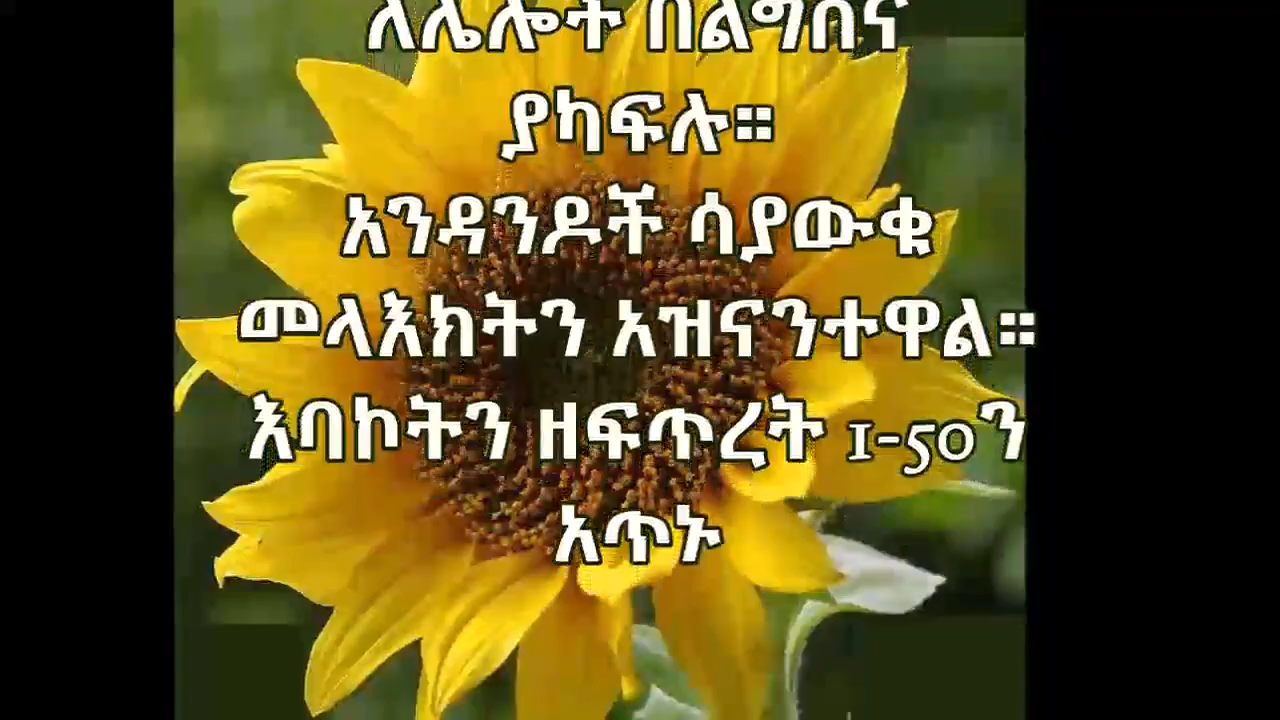 ለሌሎች በልግስና
ያካፍሉ።
አንዳንዶች ሳያውቁ
መላእክትን አዝናንተዋል።
እባኮትን ዘፍጥረት 1-50ን
አጥኑ